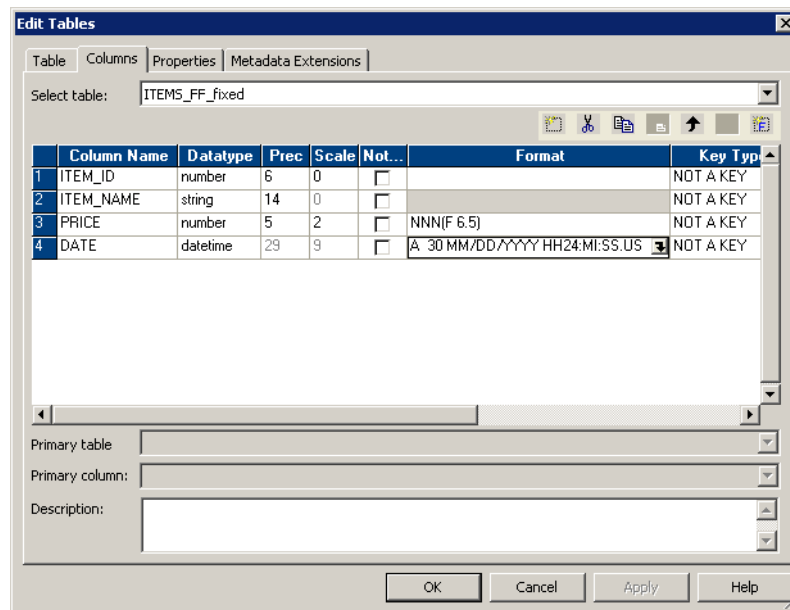 Edit Tables
Table Columns Properties Metadata Extensions
Select table: ITEMS_FF_fixed
Column Name Datatype Prec Scale Not... Format Key Typ
1 ITEM_ID number 6 0 NOT A KEY
2 ITEM_NAME string 14 0 NOT A KEY
3 PRICE number 5 2 NNN(F 6.5) NOT A KEY
4 DATE datetime 29 9 A 30 MM/DD/YYYY HH24:MI:SS.US NOT A KEY
Primary table
Primary column:
Description:
OK Cancel Apply Help